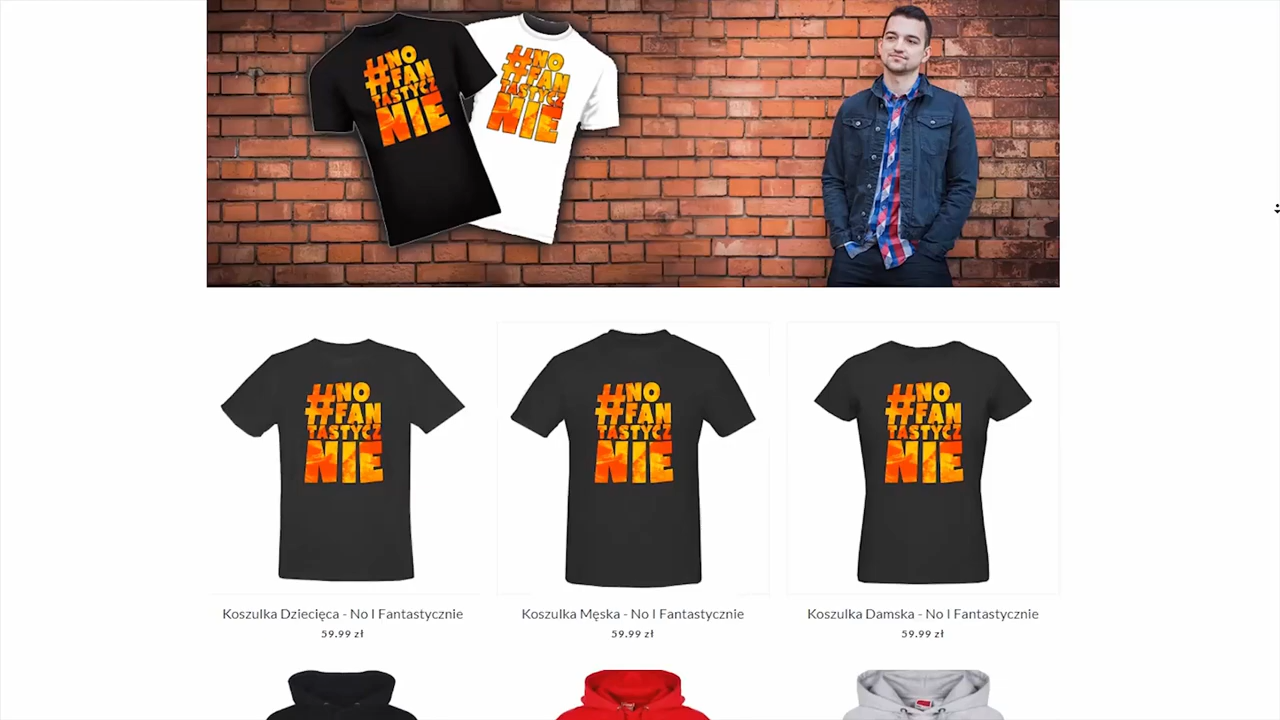 #NO
FAN
TASTYCZ
NIE
#NO
FAN
TASTYCZ
NIE
#NO
FAN
TASTYCZ
NIE
#NO
FAN
TASTYCZ
NIE
#NO
FAN
TASTYCZ
NIE
Koszulka Dziecięca - No I Fantastycznie
59.99 zł
Koszulka Męska - No I Fantastycznie
59.99 zł
Koszulka Damska - No I Fantastycznie
59.99 zł